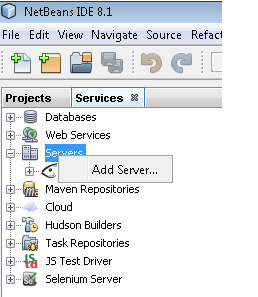 NetBeans IDE 8.1
File Edit View Navigate Source Refact
Projects Services
Databases
Web Services
Servers
Add Server...
Maven Repositories
Cloud
Hudson Builders
Task Repositories
JS Test Driver
Selenium Server